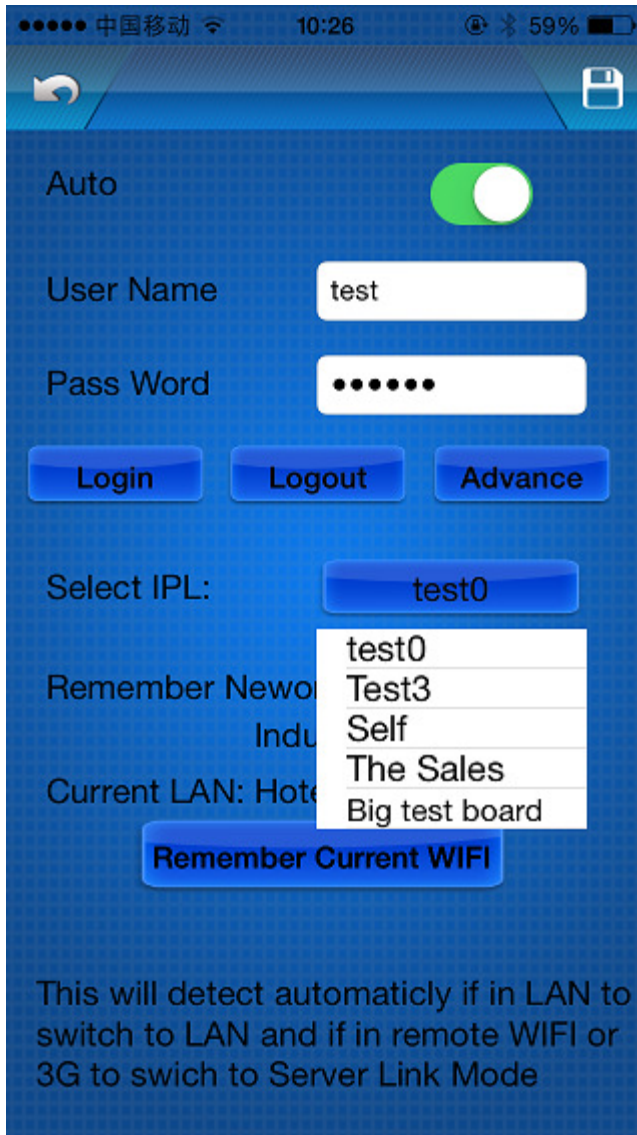 中国移动 10:26 59%
Auto
User Name test
Pass Word ••••••
Login Logout Advance
Select IPL: test0
test0
Remember Newo
Test3
Indu
Self
The Sales
Current LAN: Hote
Big test board
Remember Current WIFI
This will detect automaticly if in LAN to
switch to LAN and if in remote WIFI or
3G to swich to Server Link Mode